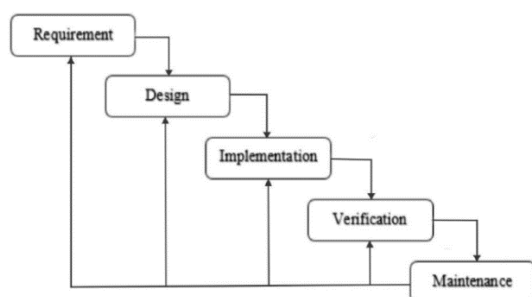 Requirement
Design
Implementation
Verification
Maintenance